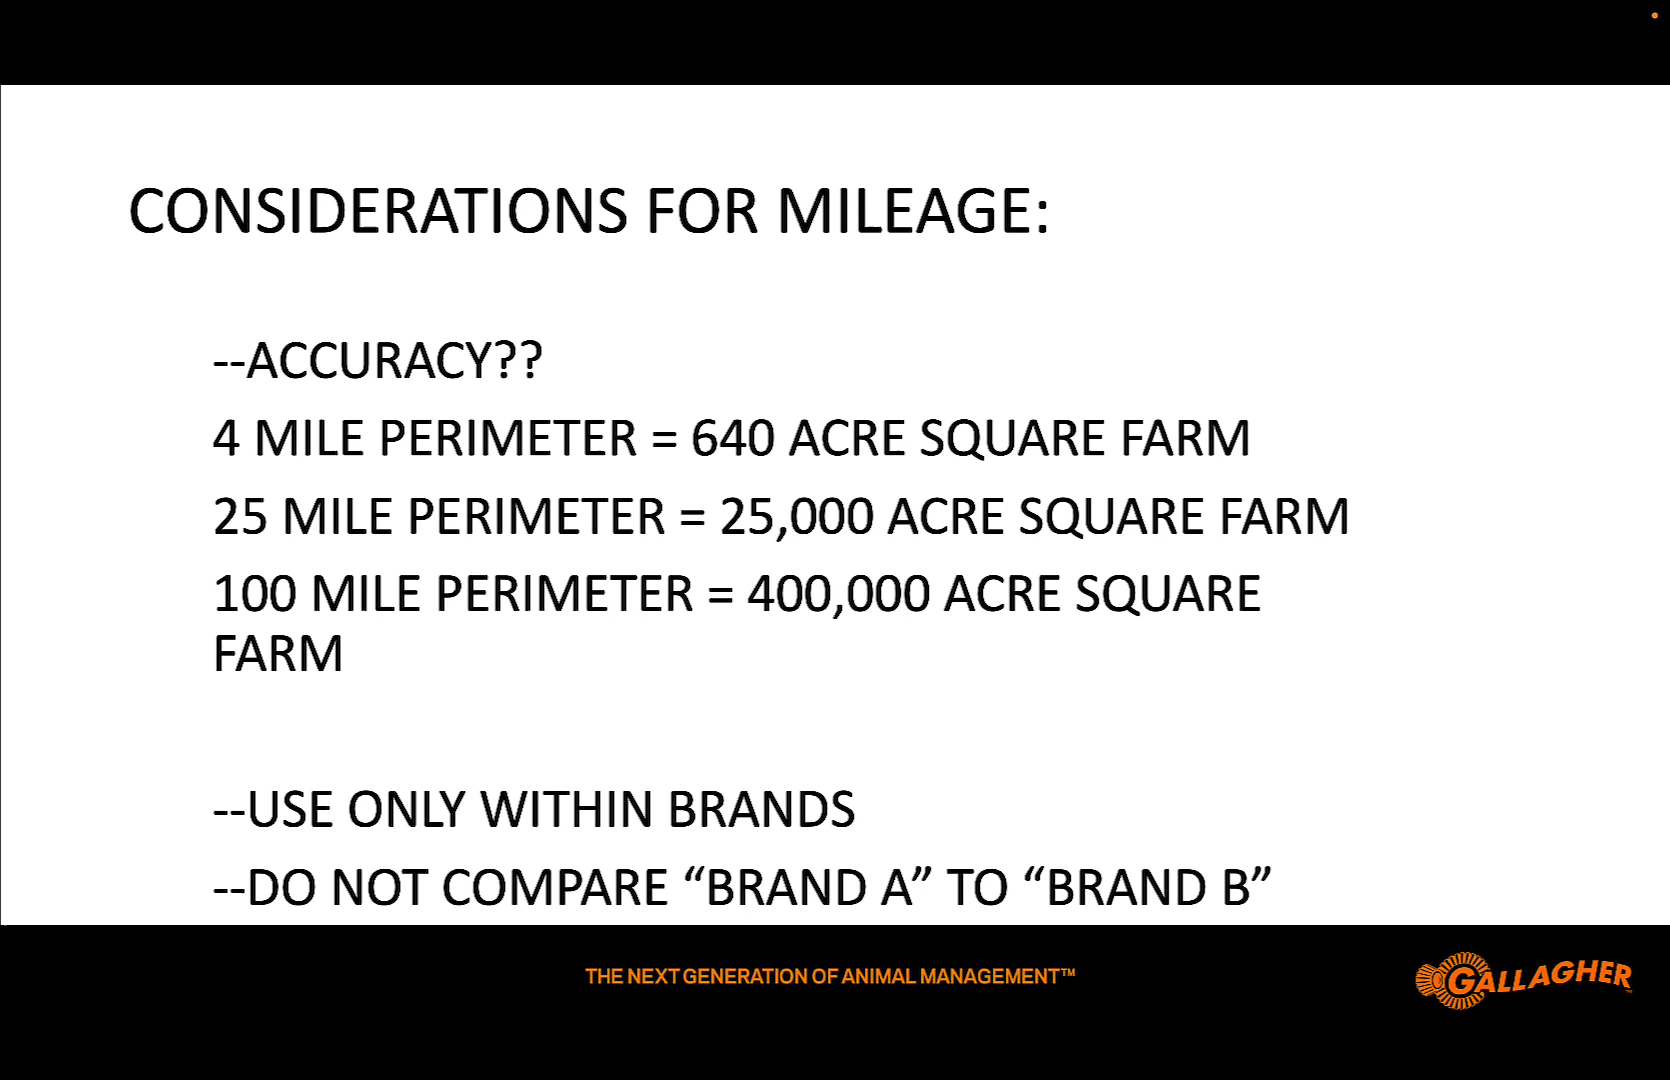 CONSIDERATIONS FOR MILEAGE:
--ACCURACY??
4 MILE PERIMETER = 640 ACRE SQUARE FARM
25 MILE PERIMETER = 25,000 ACRE SQUARE FARM
100 MILE PERIMETER = 400,000 ACRE SQUARE
FARM
--USE ONLY WITHIN BRANDS
--DO NOT COMPARE “BRAND A” TO “BRAND B”
THE NEXT GENERATION OF ANIMAL MANAGEMENT™
GALLAGHER™